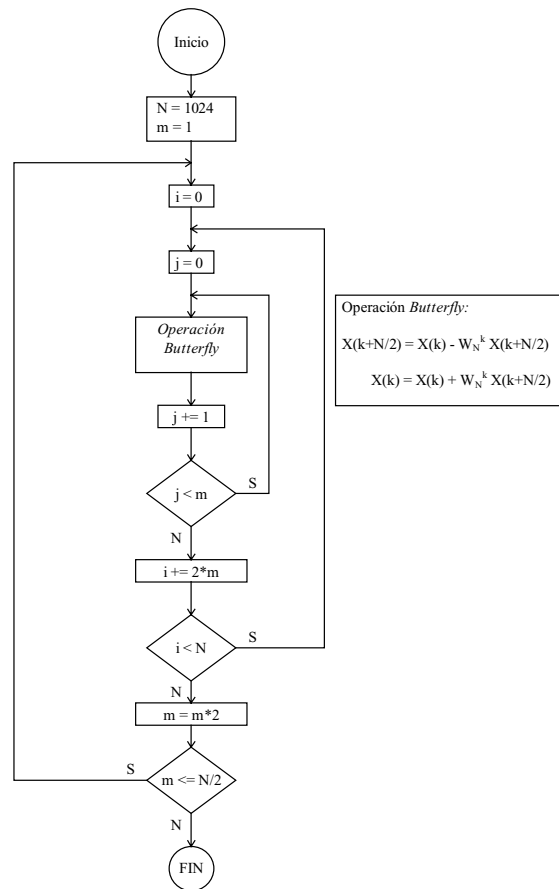 Inicio
N = 1024
m = 1
i = 0
j = 0
Operación
Butterfly
j += 1
j < m
S
N
i += 2*m
i < N
S
N
m = m*2
m <= N/2
S
N
FIN
Operación Butterfly:
X(k+N/2) = X(k) - W_N^k X(k+N/2)
X(k) = X(k) + W_N^k X(k+N/2)